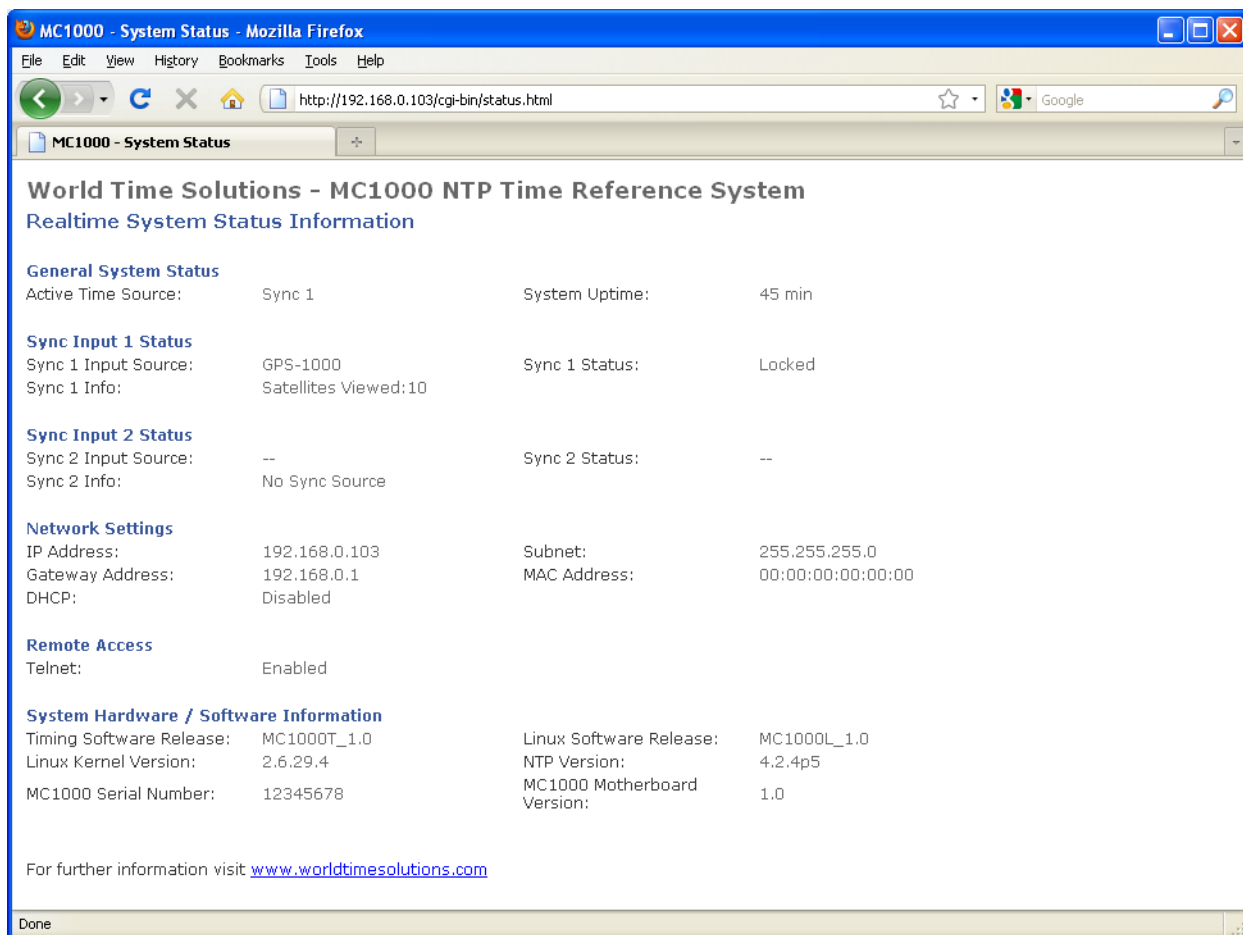 MC1000 - System Status - Mozilla Firefox
File Edit View History Bookmarks Tools Help
http://192.168.0.103/cgi-bin/status.html Google
MC1000 - System Status
World Time Solutions - MC1000 NTP Time Reference System
Realtime System Status Information
General System Status
Active Time Source: Sync 1 System Uptime: 45 min
Sync Input 1 Status
Sync 1 Input Source: GPS-1000 Sync 1 Status: Locked
Sync 1 Info: Satellites Viewed:10
Sync Input 2 Status
Sync 2 Input Source: -- Sync 2 Status: --
Sync 2 Info: No Sync Source
Network Settings
IP Address: 192.168.0.103 Subnet: 255.255.255.0
Gateway Address: 192.168.0.1 MAC Address: 00:00:00:00:00:00
DHCP: Disabled
Remote Access
Telnet: Enabled
System Hardware / Software Information
Timing Software Release: MC1000T_1.0 Linux Software Release: MC1000L_1.0
Linux Kernel Version: 2.6.29.4 NTP Version: 4.2.4p5
MC1000 Serial Number: 12345678 MC1000 Motherboard Version: 1.0
For further information visit www.worldtimesolutions.com
Done